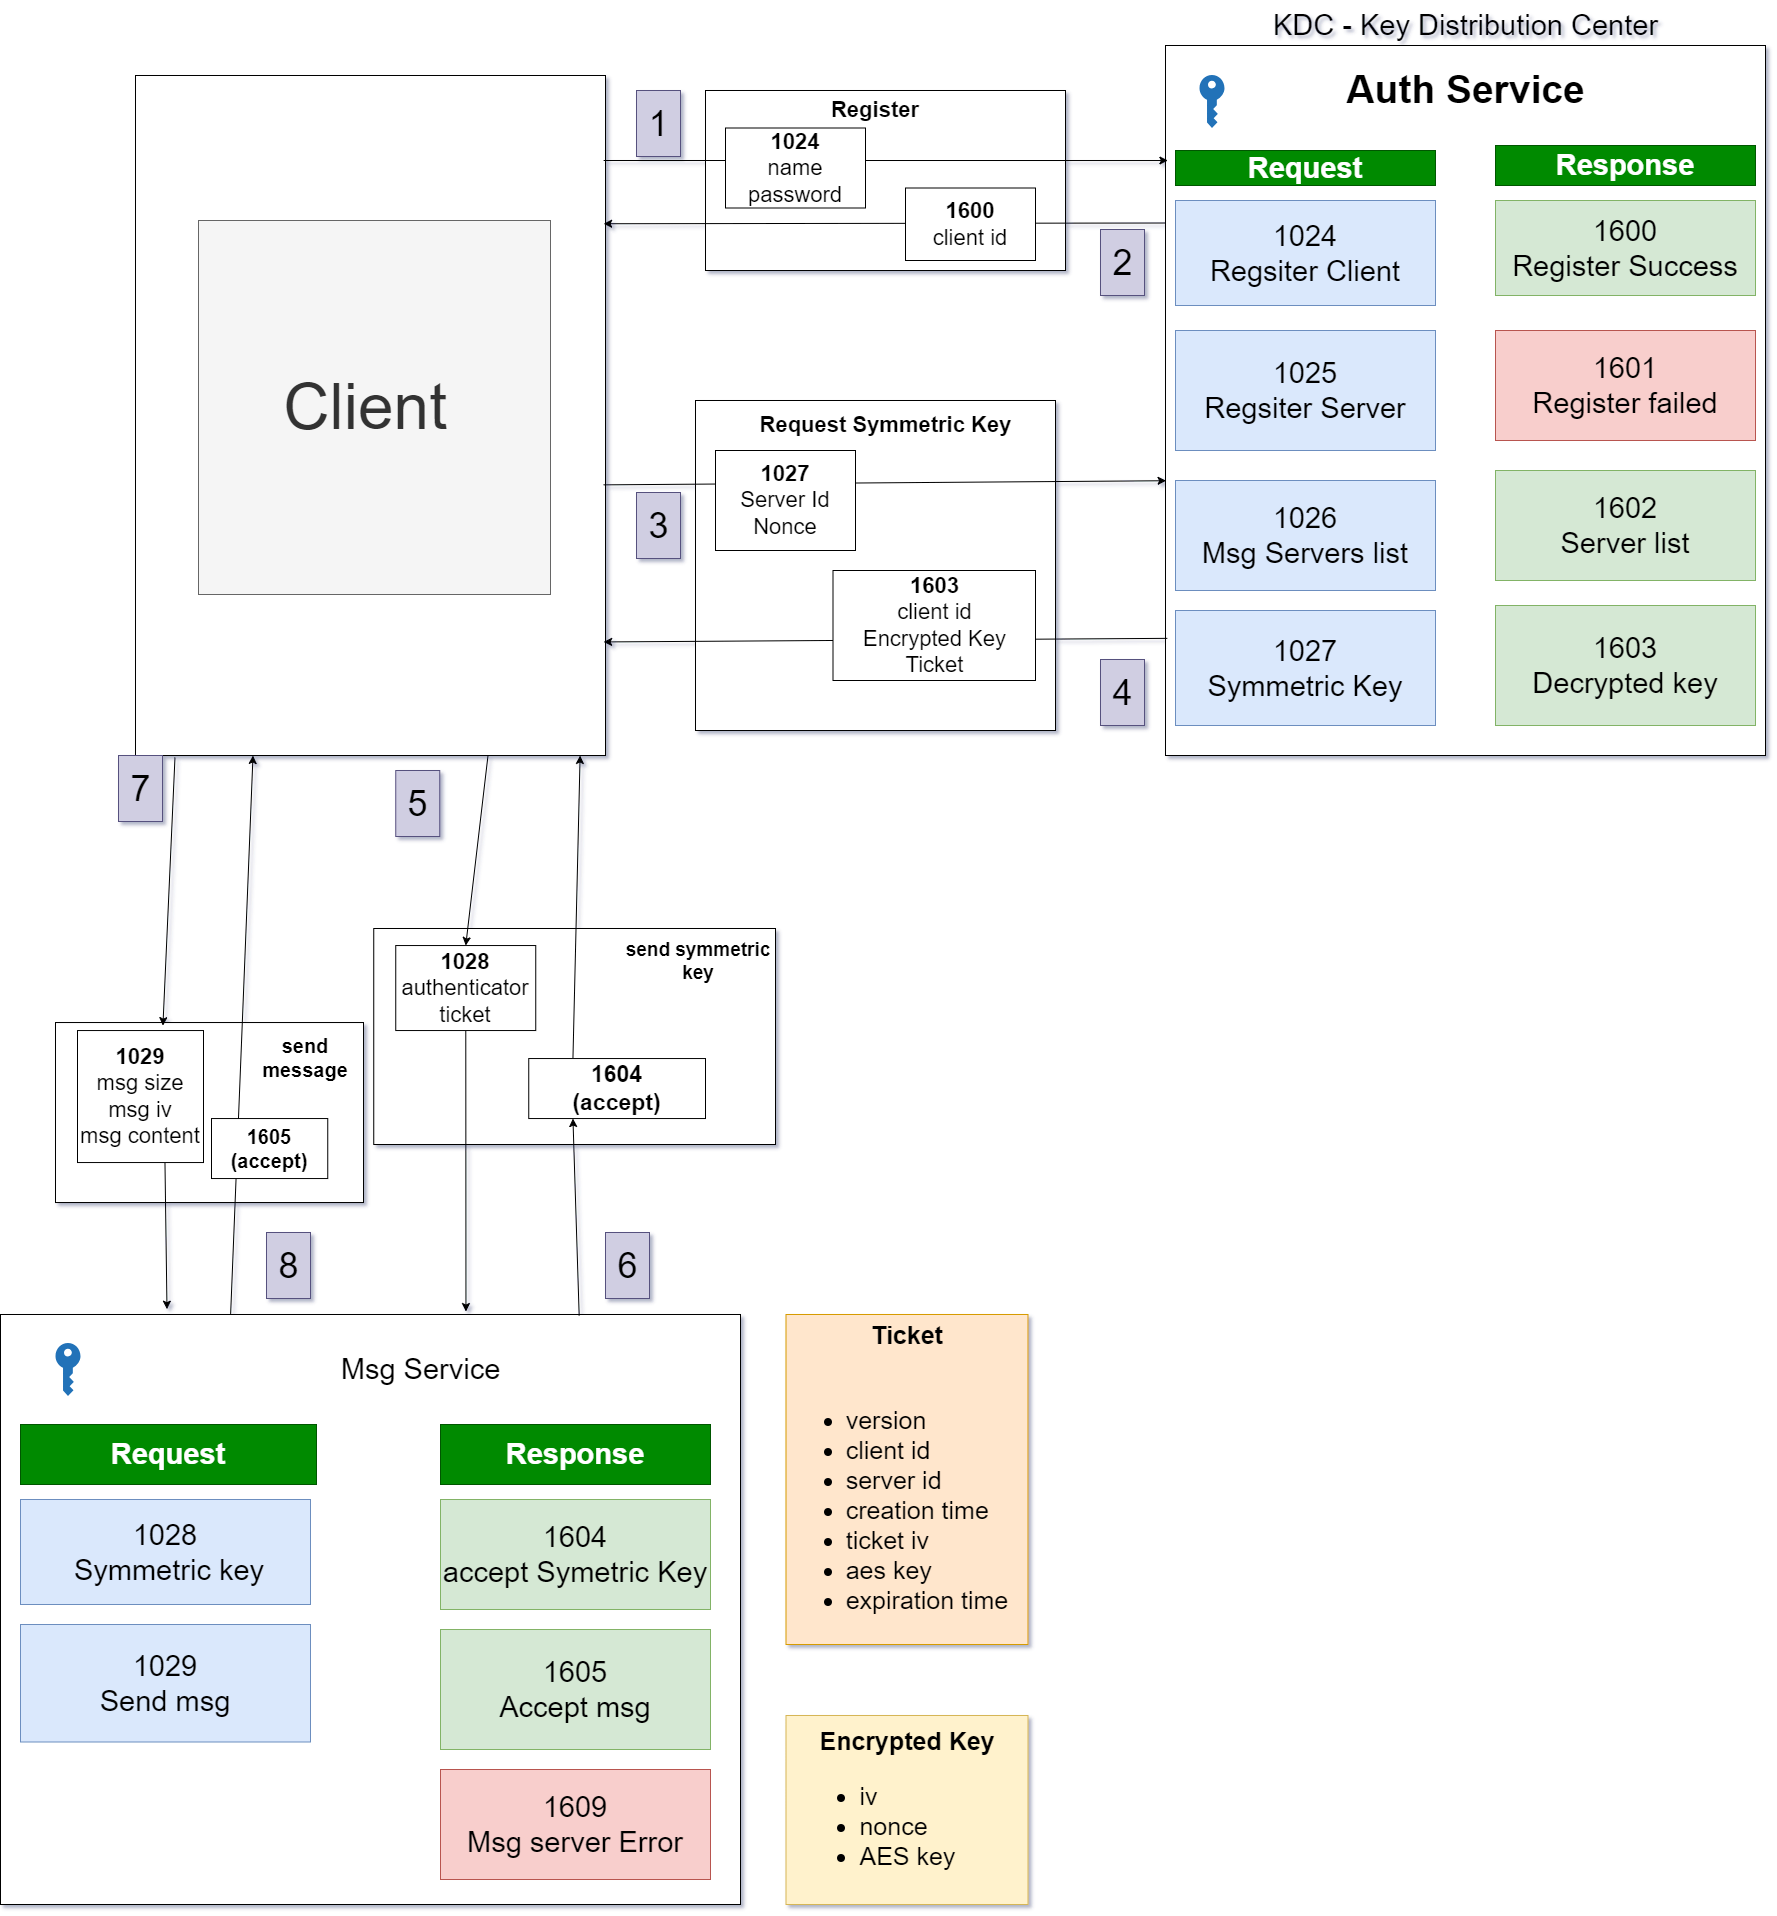 KDC - Key Distribution Center
Auth Service
Request
Response
1024
Regsiter Client
1600
Register Success
1025
Regsiter Server
1601
Register failed
1026
Msg Servers list
1602
Server list
1027
Symmetric Key
1603
Decrypted key
Client
1
Register
1024
name
password
1600
client id
2
Request Symmetric Key
1027
Server Id
Nonce
3
1603
client id
Encrypted Key
Ticket
4
7
5
send symmetric
key
1028
authenticator
ticket
1604
(accept)
send
message
1029
msg size
msg iv
msg content
1605
(accept)
8
6
Msg Service
Request
Response
1028
Symmetric key
1604
accept Symetric Key
1029
Send msg
1605
Accept msg
1609
Msg server Error
Ticket
version
client id
server id
creation time
ticket iv
aes key
expiration time
Encrypted Key
iv
nonce
AES key